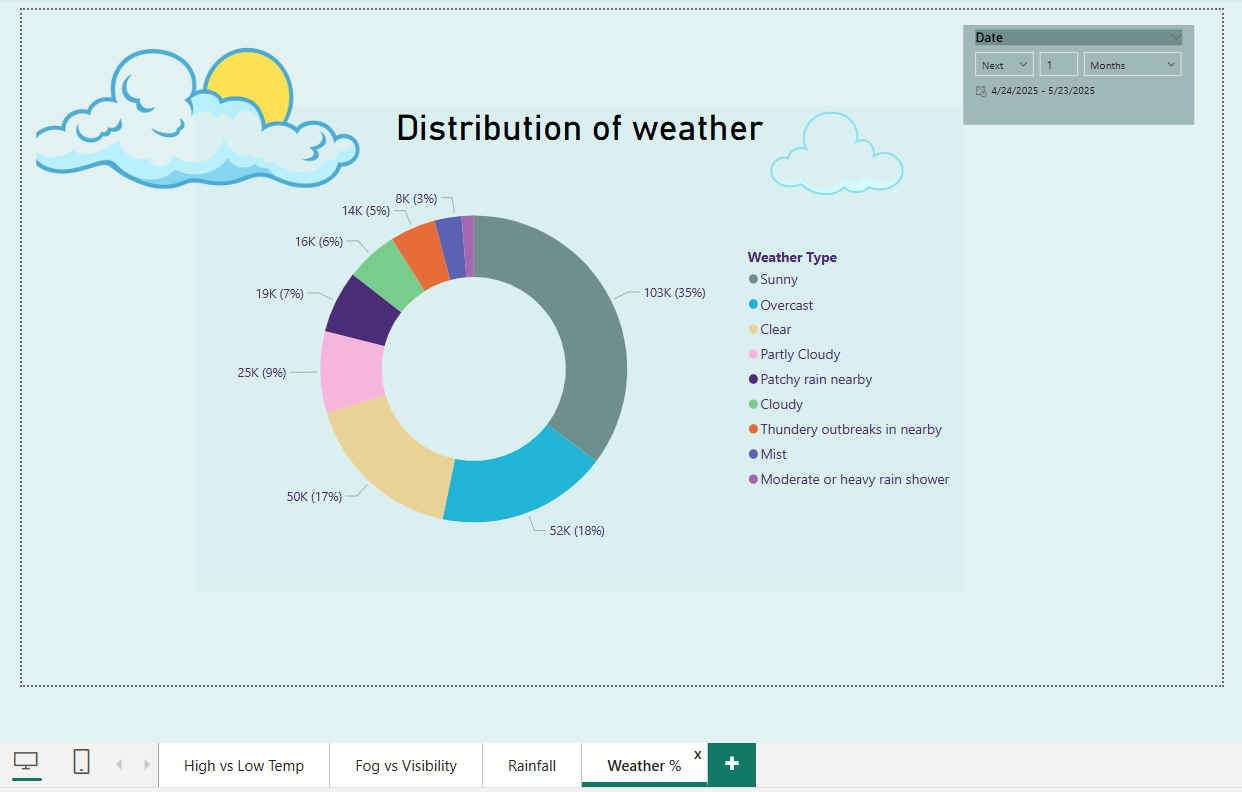 Date
Next 1 Months
4/24/2025 - 5/23/2025
Distribution of weather
8K (3%)
14K (5%)
16K (6%)
19K (7%)
25K (9%)
50K (17%)
52K (18%)
103K (35%)
Weather Type
Sunny
Overcast
Clear
Partly Cloudy
Patchy rain nearby
Cloudy
Thundery outbreaks in nearby
Mist
Moderate or heavy rain shower
High vs Low Temp
Fog vs Visibility
Rainfall
Weather % x
+